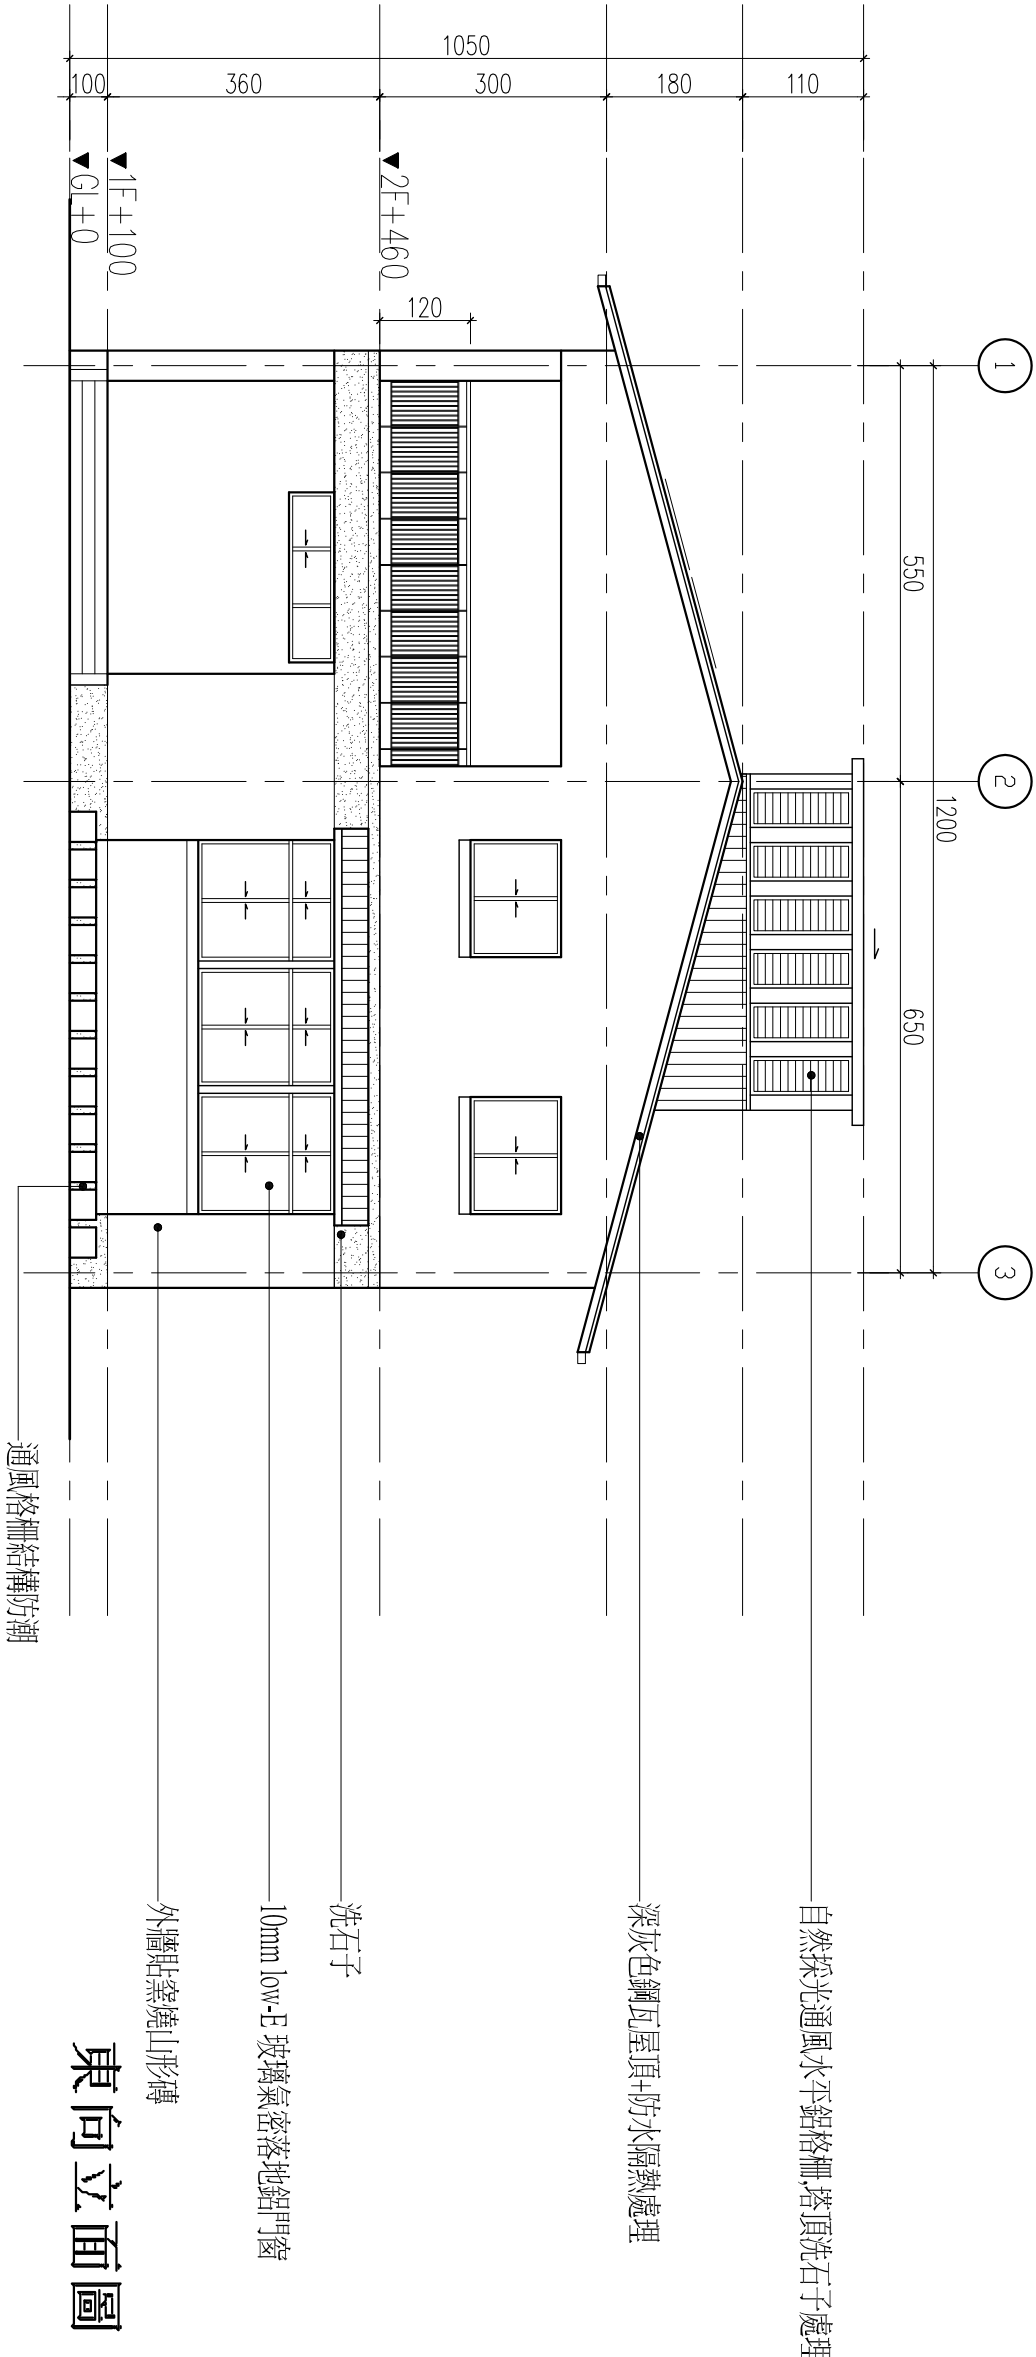 1
2
3
1200
550
650
1050
110
180
300
360
100
120
2F+460
1F+100
GL±0
自然採光通風水平鋁格柵,塔頂洗石子處理
深灰色鋼瓦屋頂+防水隔熱處理
洗石子
10mm low-E 玻璃氣密落地鋁門窗
外牆貼窯燒山形磚
通風格柵結構防潮
東向立面圖